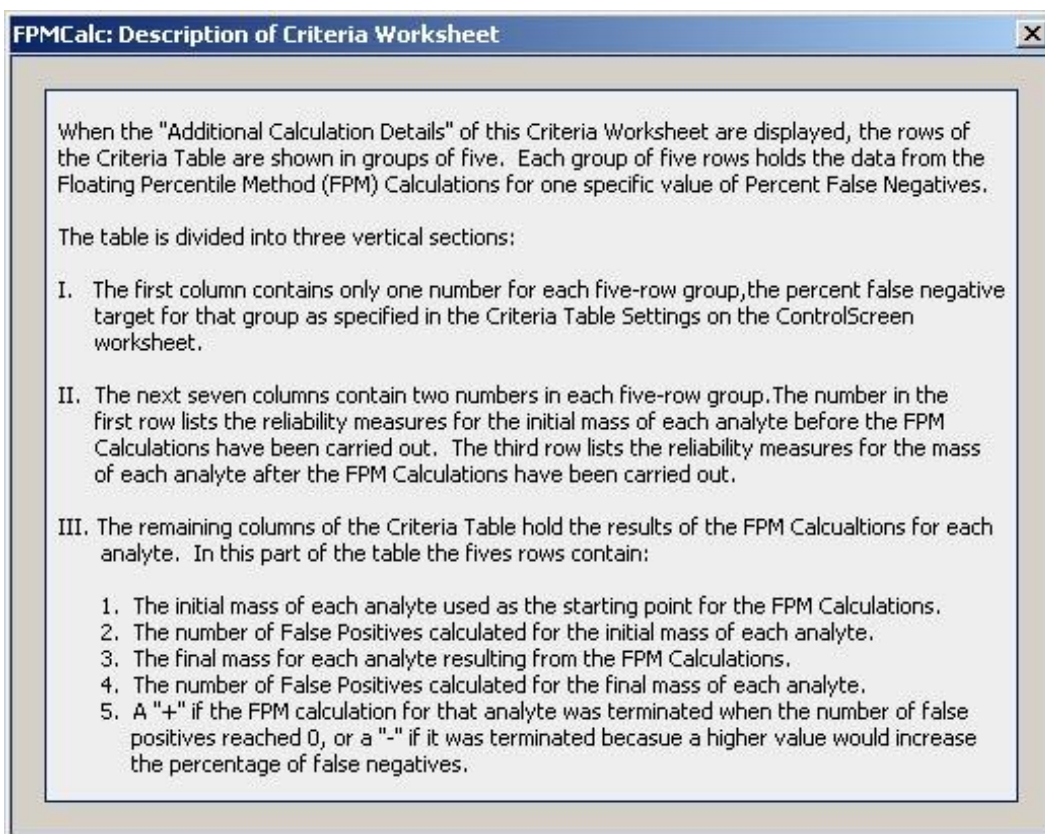 FPMCalc: Description of Criteria Worksheet
When the "Additional Calculation Details" of this Criteria Worksheet are displayed, the rows of
the Criteria Table are shown in groups of five. Each group of five rows holds the data from the
Floating Percentile Method (FPM) Calculations for one specific value of Percent False Negatives.
The table is divided into three vertical sections:
I. The first column contains only one number for each five-row group,the percent false negative
target for that group as specified in the Criteria Table Settings on the ControlScreen
worksheet.
II. The next seven columns contain two numbers in each five-row group.The number in the
first row lists the reliability measures for the initial mass of each analyte before the FPM
Calculations have been carried out. The third row lists the reliability measures for the mass
of each analyte after the FPM Calculations have been carried out.
III. The remaining columns of the Criteria Table hold the results of the FPM Calcualtions for each
analyte. In this part of the table the fives rows contain:
1. The initial mass of each analyte used as the starting point for the FPM Calculations.
2. The number of False Positives calculated for the initial mass of each analyte.
3. The final mass for each analyte resulting from the FPM Calculations.
4. The number of False Positives calculated for the final mass of each analyte.
5. A "+" if the FPM calculation for that analyte was terminated when the number of false
positives reached 0, or a "-" if it was terminated becasue a higher value would increase
the percentage of false negatives.